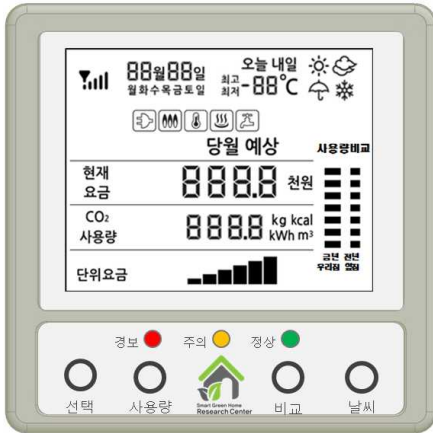 88월88일
월화수목금토일
오늘 내일
최고
최저 -88℃
당월 예상
사용량비교
현재
요금
888.8 천원
CO₂
사용량
888.8 kg kcal
kWh m³
금년 전년
우리집 옆집
단위요금
경보 주의 정상
선택 사용량 비교 날씨
Smart Green Home
Research Center